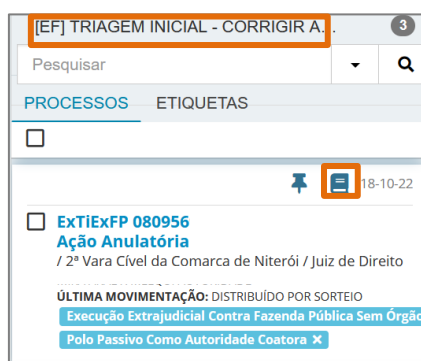 [EF] TRIAGEM INICIAL - CORRIGIR A... 3
Pesquisar
PROCESSOS ETIQUETAS
18-10-22
ExTiExFP 080956
Ação Anulatória
/ 2ª Vara Cível da Comarca de Niterói / Juiz de Direito
ÚLTIMA MOVIMENTAÇÃO: DISTRIBUÍDO POR SORTEIO
Execução Extrajudicial Contra Fazenda Pública Sem Órgão
Polo Passivo Como Autoridade Coatora ×